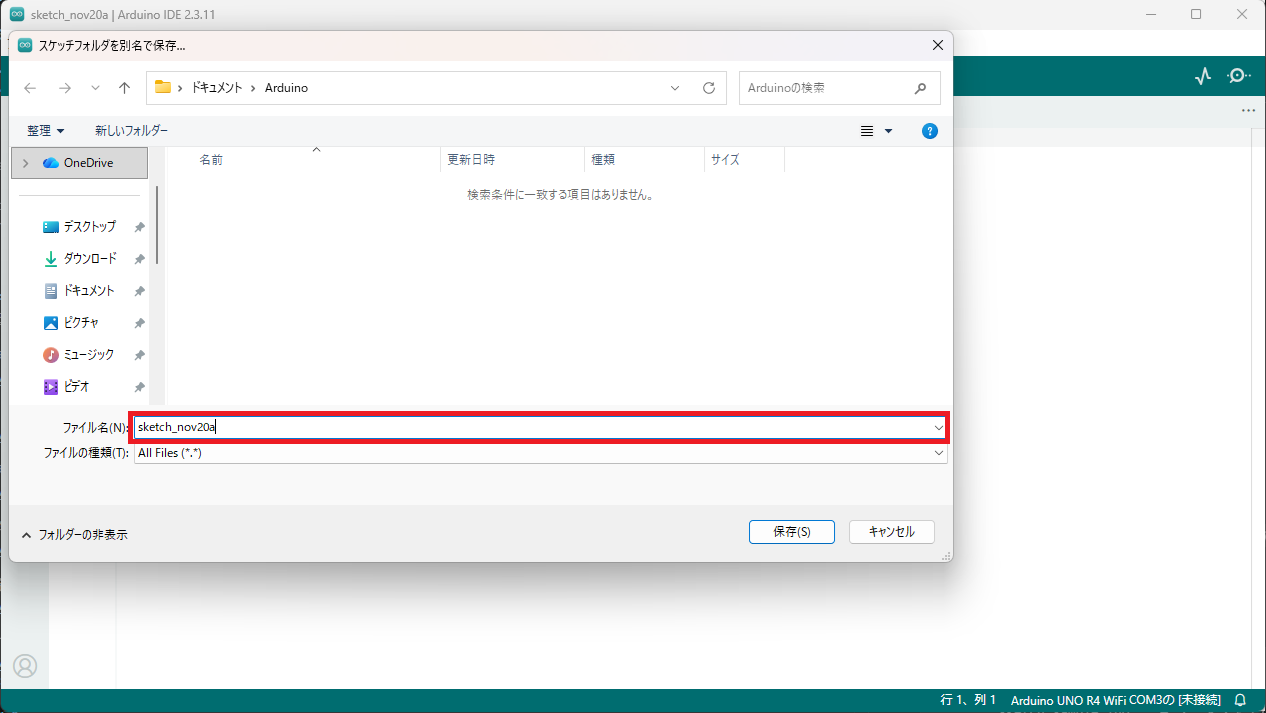 sketch_nov20a | Arduino IDE 2.3.11
スケッチフォルダを別名で保存...
ドキュメント > Arduino
Arduinoの検索
整理 新しいフォルダー
OneDrive
名前 更新日時 種類 サイズ
検索条件に一致する項目はありません。
デスクトップ
ダウンロード
ドキュメント
ピクチャ
ミュージック
ビデオ
ファイル名(N): sketch_nov20a
ファイルの種類(T): All Files (*.*)
フォルダーの非表示
保存(S) キャンセル
行 1、列 1 Arduino UNO R4 WiFi COM3の [未接続]